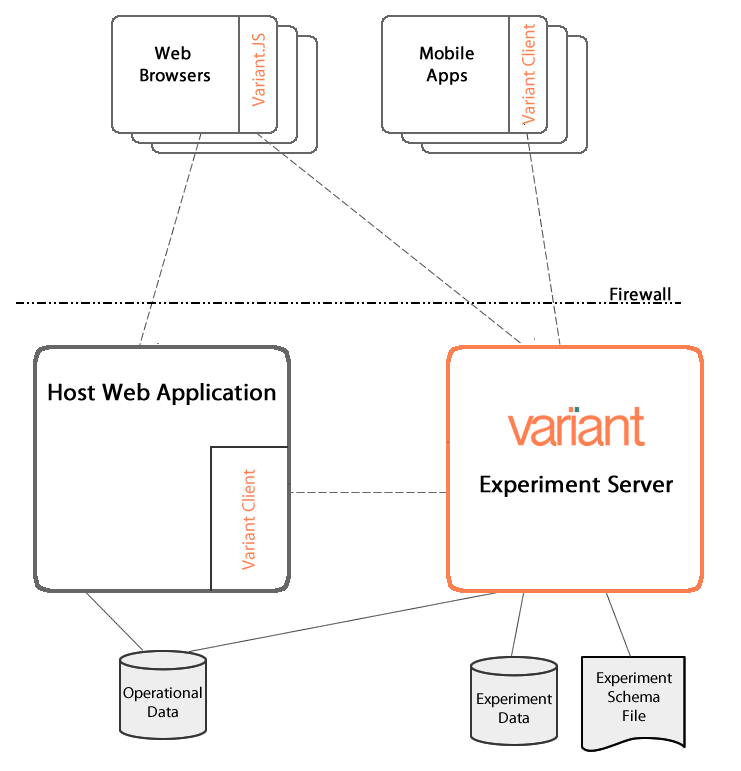 Web
Browsers
Variant.JS
Mobile
Apps
Variant Client
Firewall
Host Web Application
Variant Client
variant
Experiment Server
Operational
Data
Experiment
Data
Experiment
Schema
File